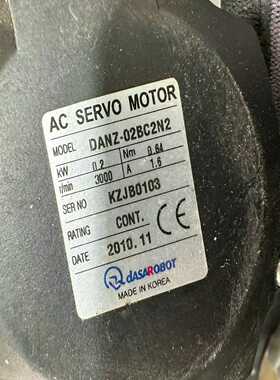 AC SERVO MOTOR
MODEL DANZ-02BC2N2
kW 0.2 Nm 0.64
r/min 3000 A 1.6
SER NO KZJB0103
RATING CONT.
DATE 2010.11
dASAROBOT
MADE IN KOREA